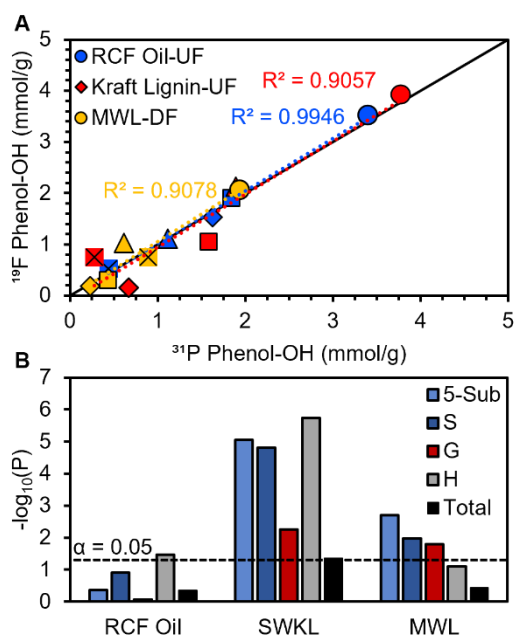 A
5
4
3
2
1
0
¹⁹F Phenol-OH (mmol/g)
RCF Oil-UF
Kraft Lignin-UF
MWL-DF
R² = 0.9057
R² = 0.9946
R² = 0.9078
0 1 2 3 4 5
³¹P Phenol-OH (mmol/g)
B
7
6
5
4
3
2
1
0
-log₁₀(P)
5-Sub
S
G
H
Total
α = 0.05
RCF Oil SWKL MWL